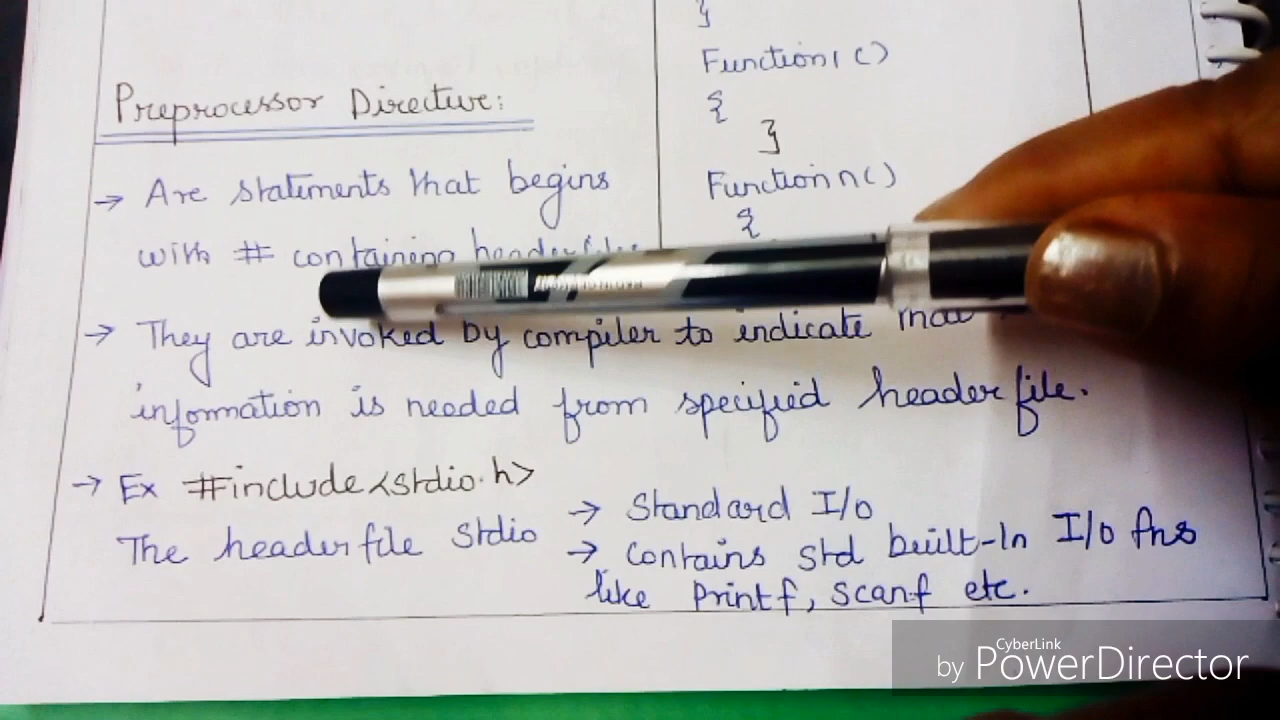 }
Function1()
{
}
Function n()
{
Preprocessor Directive:
→ Are statements that begins
with # containing
→ They are invoked by compiler to indicate
information is needed from specified header file.
→ Ex #include<stdio.h>
The header file stdio → Standard I/o
→ contains std built-In I/o fns
like printf, scanf etc.
CyberLink
by PowerDirector